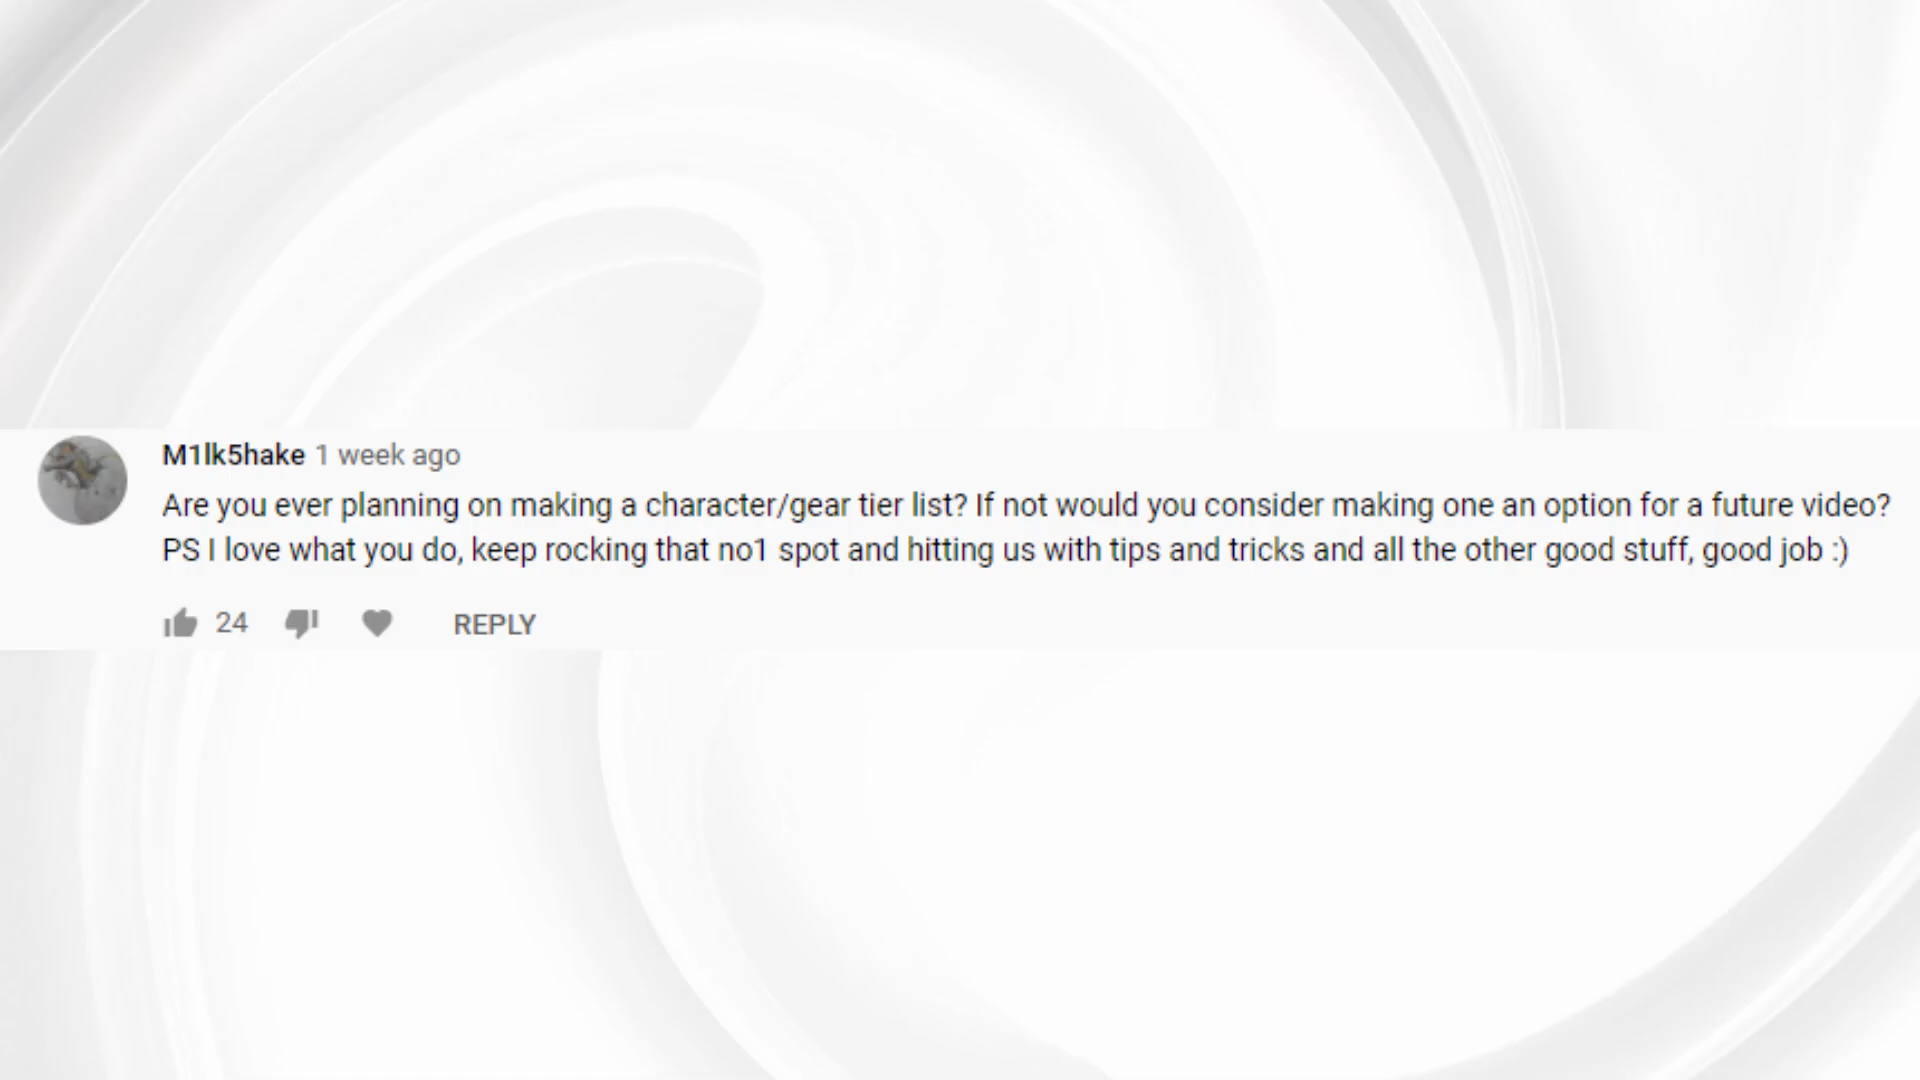 M1lk5hake 1 week ago
Are you ever planning on making a character/gear tier list? If not would you consider making one an option for a future video?
PS I love what you do, keep rocking that no1 spot and hitting us with tips and tricks and all the other good stuff, good job :)
24 REPLY